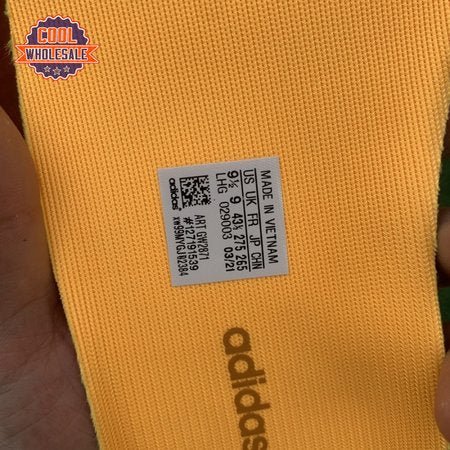 COOL
WHOLESALE
MADE IN VIETNAM
US UK FR JP CHN
9½ 9 43⅓ 275 265
LHG 029003 03/21
adidas
ART GW2871
#127191539
xw99MYGJN2384
adidas